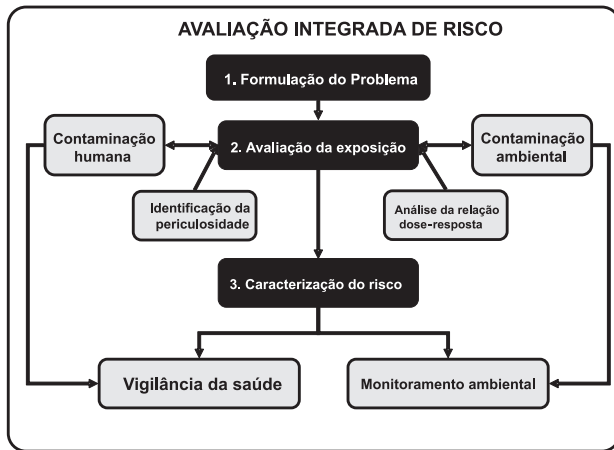 AVALIAÇÃO INTEGRADA DE RISCO
1. Formulação do Problema
Contaminação
humana
2. Avaliação da exposição
Contaminação
ambiental
Identificação da
periculosidade
Análise da relação
dose-resposta
3. Caracterização do risco
Vigilância da saúde
Monitoramento ambiental